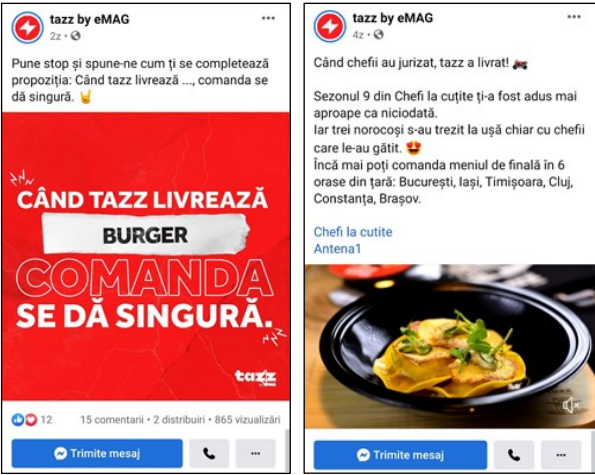 tazz by eMAG
2z
Pune stop și spune-ne cum ți se completează
propoziția: Când tazz livrează ..., comanda se
dă singură. 🤘
CÂND TAZZ LIVREAZĂ
BURGER
COMANDA
SE DĂ SINGURĂ.
tazz
12 15 comentarii • 2 distribuiri • 865 vizualizări
Trimite mesaj
tazz by eMAG
4z
Când chefii au jurizat, tazz a livrat!
Sezonul 9 din Chefi la cuțite ți-a fost adus mai
aproape ca niciodată.
Iar trei norocoși s-au trezit la ușă chiar cu chefii
care le-au gătit. 😍
Încă mai poți comanda meniul de finală în 6
orase din țară: București, Iași, Timișoara, Cluj,
Constanța, Brașov.
Chefi la cutite
Antena1
Trimite mesaj